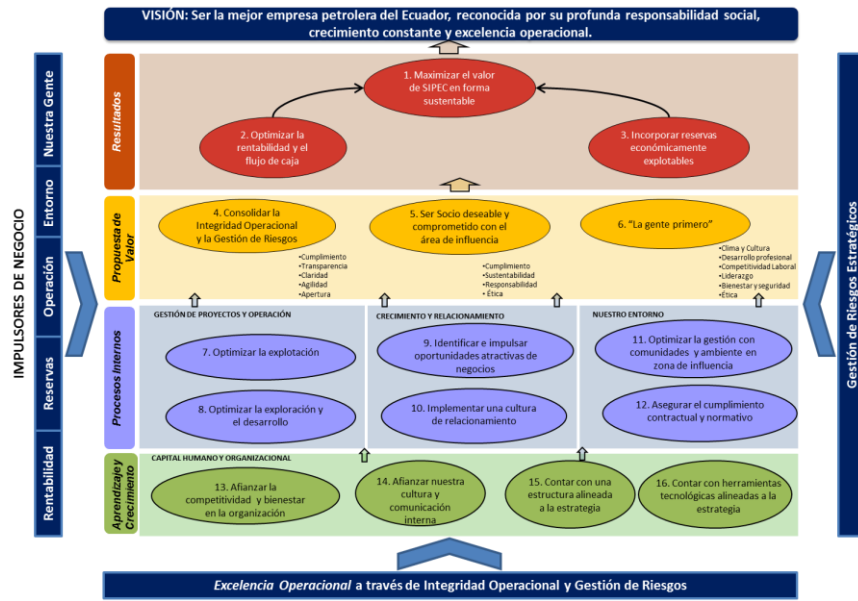 VISIÓN: Ser la mejor empresa petrolera del Ecuador, reconocida por su profunda responsabilidad social,
crecimiento constante y excelencia operacional.
IMPULSORES DE NEGOCIO
Nuestra Gente
Entorno
Operación
Reservas
Rentabilidad
Resultados
1. Maximizar el valor
de SIPEC en forma
sustentable
2. Optimizar la
rentabilidad y el
flujo de caja
3. Incorporar reservas
económicamente
explotables
Propuesta de
Valor
4. Consolidar la
Integridad Operacional
y la Gestión de Riesgos
•Cumplimiento
•Transparencia
•Claridad
•Agilidad
•Apertura
5. Ser Socio deseable y
comprometido con el
área de influencia
•Cumplimiento
•Sustentabilidad
•Responsabilidad
• Ética
6. “La gente primero”
•Clima y Cultura
•Desarrollo profesional
•Competitividad Laboral
•Liderazgo
•Bienestar y seguridad
•Ética
Procesos Internos
GESTIÓN DE PROYECTOS Y OPERACIÓN
7. Optimizar la explotación
8. Optimizar la exploración y
el desarrollo
CRECIMIENTO Y RELACIONAMIENTO
9. Identificar e impulsar
oportunidades atractivas de
negocios
10. Implementar una cultura
de relacionamiento
NUESTRO ENTORNO
11. Optimizar la gestión con
comunidades y ambiente en
zona de influencia
12. Asegurar el cumplimiento
contractual y normativo
Aprendizaje y
Crecimiento
CAPITAL HUMANO Y ORGANIZACIONAL
13. Afianzar la
competitividad y bienestar
en la organización
14. Afianzar nuestra
cultura y
comunicación
interna
15. Contar con una
estructura alineada
a la estrategia
16. Contar con herramientas
tecnológicas alineadas a la
estrategia
Gestión de Riesgos Estratégicos
Excelencia Operacional a través de Integridad Operacional y Gestión de Riesgos